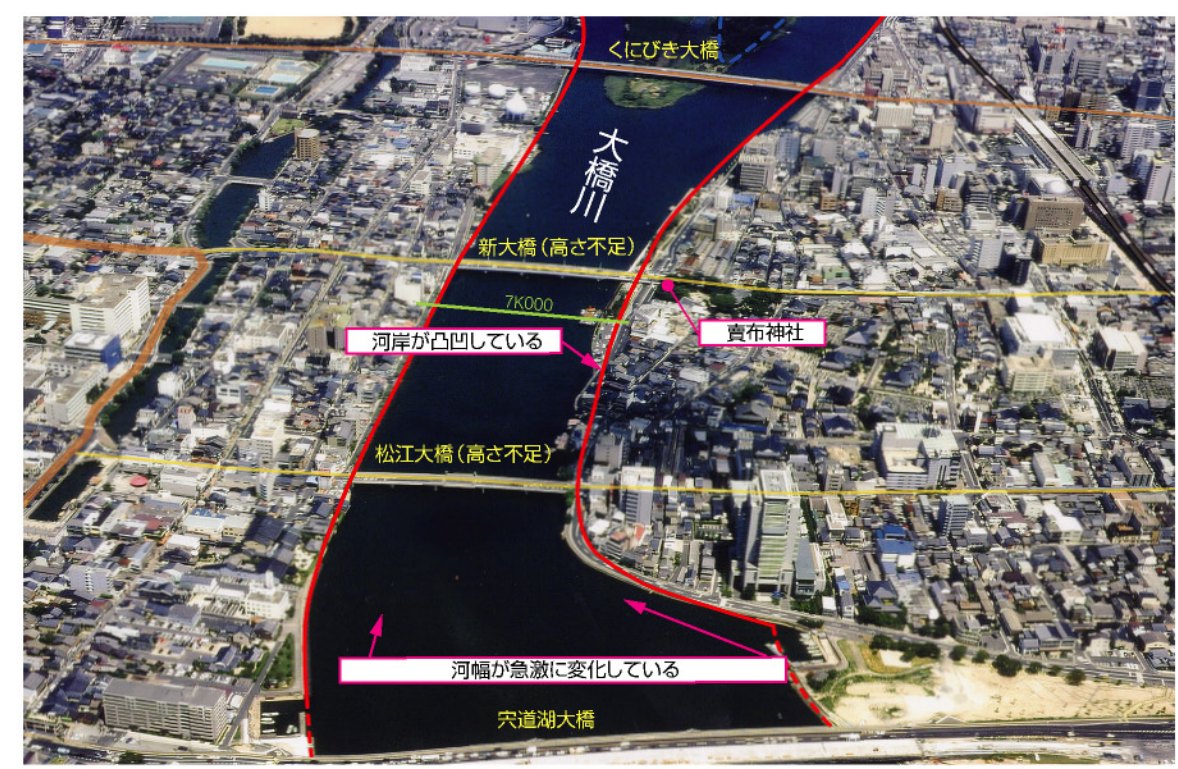 くにびき大橋
大橋川
新大橋(高さ不足)
7K000
河岸が凸凹している
賣布神社
松江大橋(高さ不足)
河幅が急激に変化している
宍道湖大橋